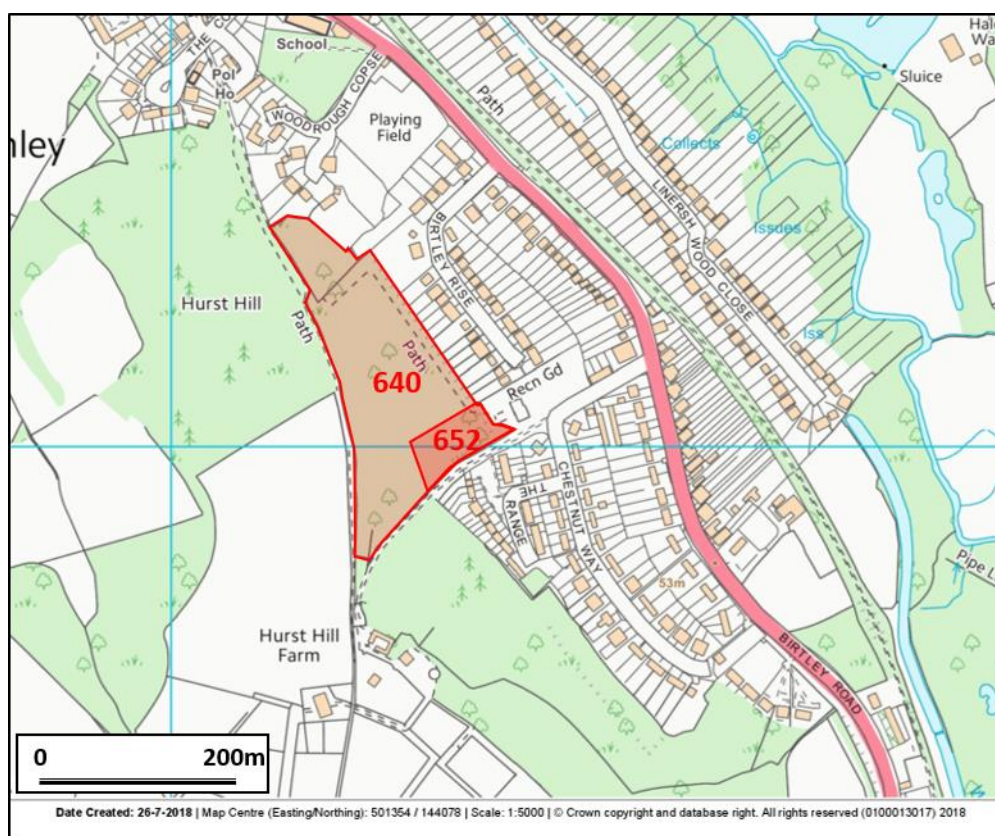 School
THE CO
Pol
Ho
WOODROUGH COPSE
Playing
Field
Path
Hale
Wa
Sluice
Collects
nley
LINERSH WOOD CLOSE
Issues
BIRTLEY RISE
Hurst Hill
Path
Path
Iss
640
Recn Gd
652
THE
RANGE
CHESTNUT WAY
53m
Pipe L
Hurst Hill
Farm
BIRTLEY ROAD
0 200m
Date Created: 26-7-2018 | Map Centre (Easting/Northing): 501354 / 144078 | Scale: 1:5000 | © Crown copyright and database right. All rights reserved (0100013017) 2018